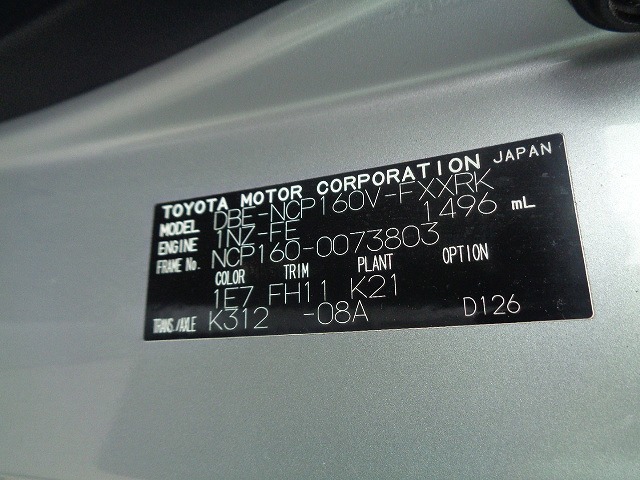 TOYOTA MOTOR CORPORATION JAPAN
MODEL DBE-NCP160V-FXXRK
ENGINE 1NZ-FE 1496 mL
FRAME No. NCP160-0073803
COLOR TRIM PLANT OPTION
1E7 FH11 K21
TRANS./AXLE K312 -08A D126